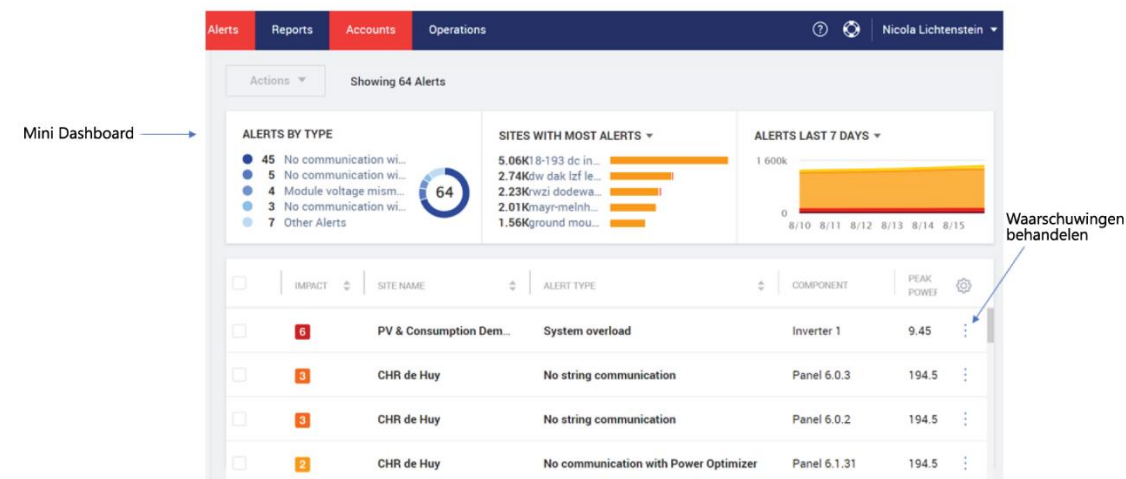 Alerts Reports Accounts Operations Nicola Lichtenstein
Actions Showing 64 Alerts
Mini Dashboard
ALERTS BY TYPE
45 No communication wi...
5 No communication wi...
4 Module voltage mism...
3 No communication wi...
7 Other Alerts
64
SITES WITH MOST ALERTS
5.06K18-193 dc in...
2.74Kdw dak lzf le...
2.23Krwzi dodewa...
2.01Kmayr-melnh...
1.56Kground mou...
ALERTS LAST 7 DAYS
1 600k
0
8/10 8/11 8/12 8/13 8/14 8/15
Waarschuwingen
behandelen
IMPACT SITE NAME ALERT TYPE COMPONENT PEAK
POWER
6 PV & Consumption Dem... System overload Inverter 1 9.45
3 CHR de Huy No string communication Panel 6.0.3 194.5
3 CHR de Huy No string communication Panel 6.0.2 194.5
2 CHR de Huy No communication with Power Optimizer Panel 6.1.31 194.5